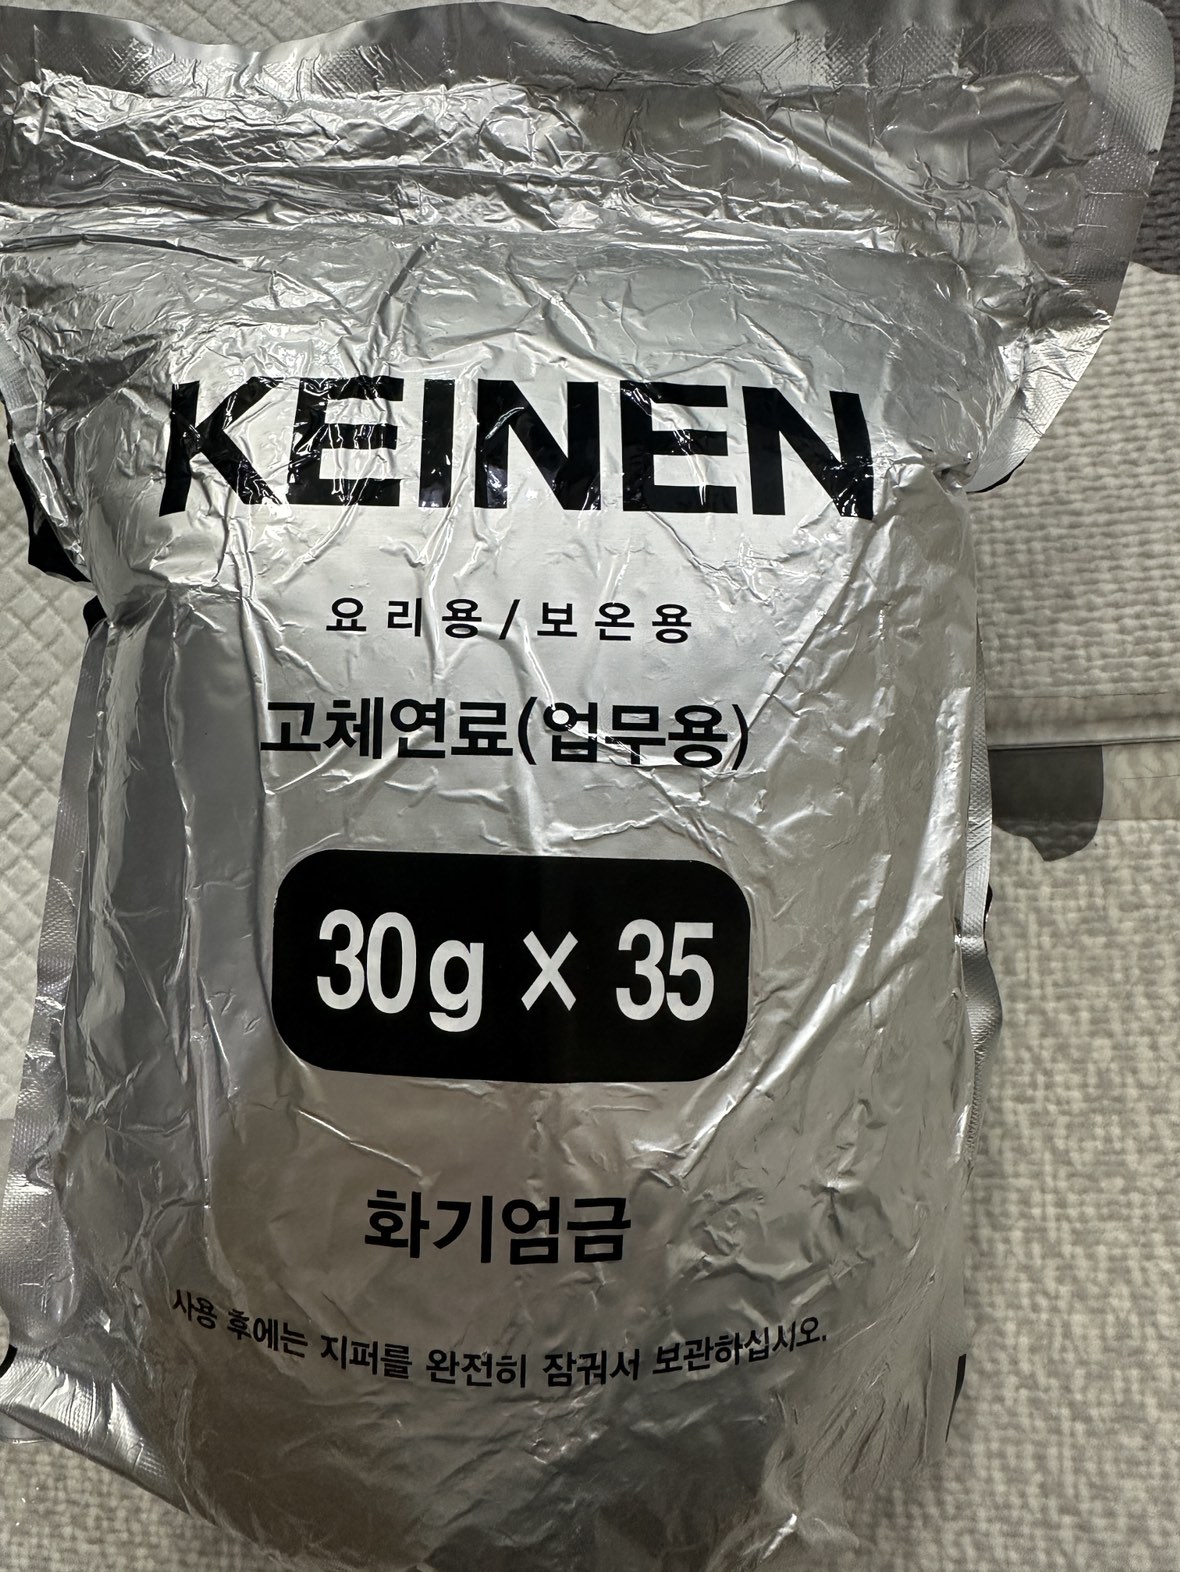 KEINEN
요리용/보온용
고체연료(업무용)
30g × 35
화기엄금
사용 후에는 지퍼를 완전히 잠궈서 보관하십시오.